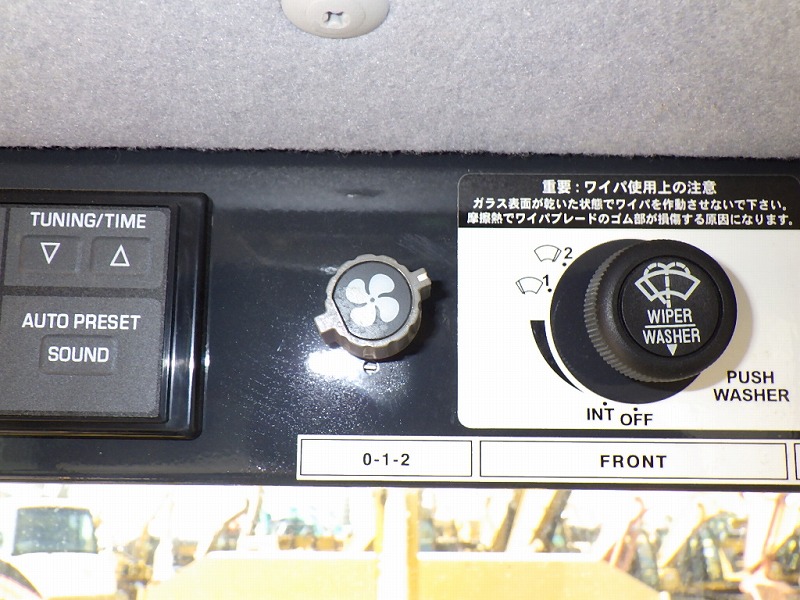 TUNING/TIME
AUTO PRESET
SOUND
0-1-2
重要:ワイパ使用上の注意
ガラス表面が乾いた状態でワイパを作動させないで下さい。
摩擦熱でワイパブレードのゴム部が損傷する原因になります。
2
1
WIPER
WASHER
INT OFF
PUSH
WASHER
FRONT